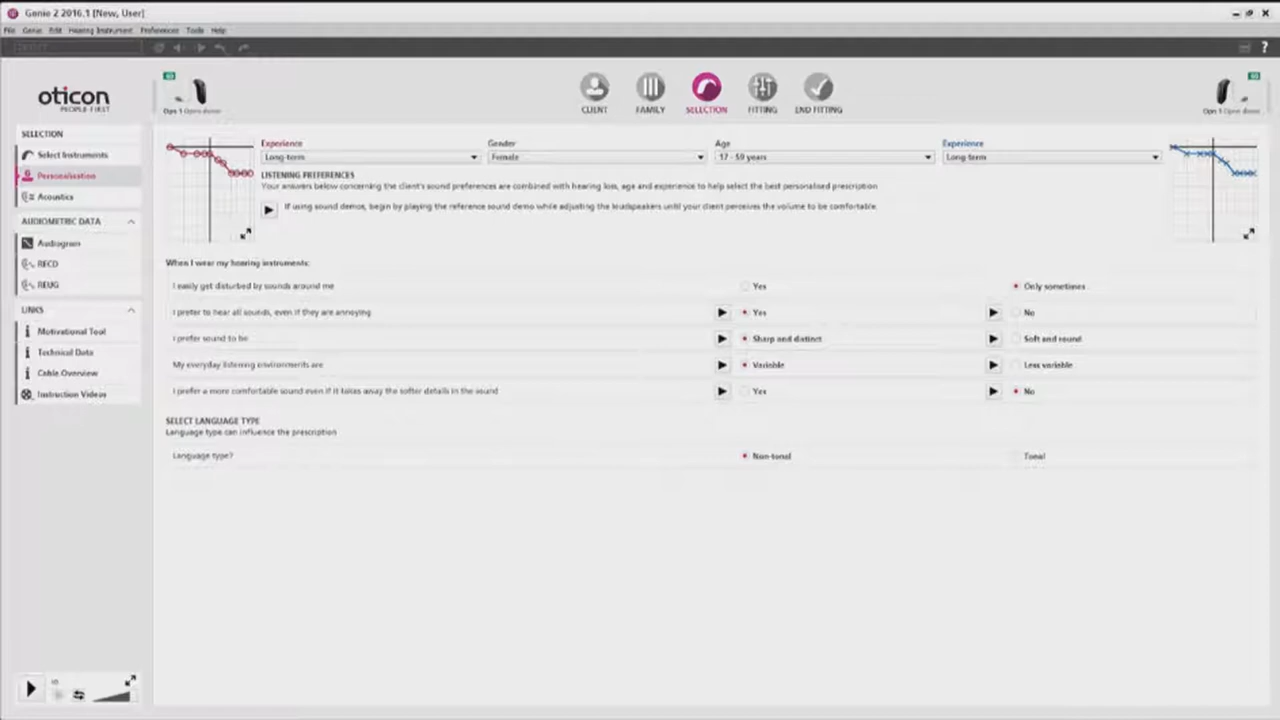 Genie 2 2016.1 [New, User]
File Genie Edit Hearing Instrument Preferences Tools Help
oticon
PEOPLE FIRST
Opn 1 Open dome
CLIENT
FAMILY
SELECTION
FITTING
END FITTING
Opn 1 Open dome
SELECTION
Select Instruments
Personalisation
Acoustics
AUDIOMETRIC DATA
Audiogram
RECD
REUG
LINKS
Motivational Tool
Technical Data
Cable Overview
Instruction Videos
Experience
Long-term
Gender
Female
Age
17 - 59 years
Experience
Long-term
LISTENING PREFERENCES
Your answers below concerning the client's sound preferences are combined with hearing loss, age and experience to help select the best personalised prescription
If using sound demos, begin by playing the reference sound demo while adjusting the loudspeakers until your client perceives the volume to be comfortable.
When I wear my hearing instruments:
I easily get disturbed by sounds around me Yes Only sometimes
I prefer to hear all sounds, even if they are annoying Yes No
I prefer sound to be Sharp and distinct Soft and round
My everyday listening environments are Variable Less variable
I prefer a more comfortable sound even if it takes away the softer details in the sound Yes No
SELECT LANGUAGE TYPE
Language type can influence the prescription
Language type? Non-tonal Tonal